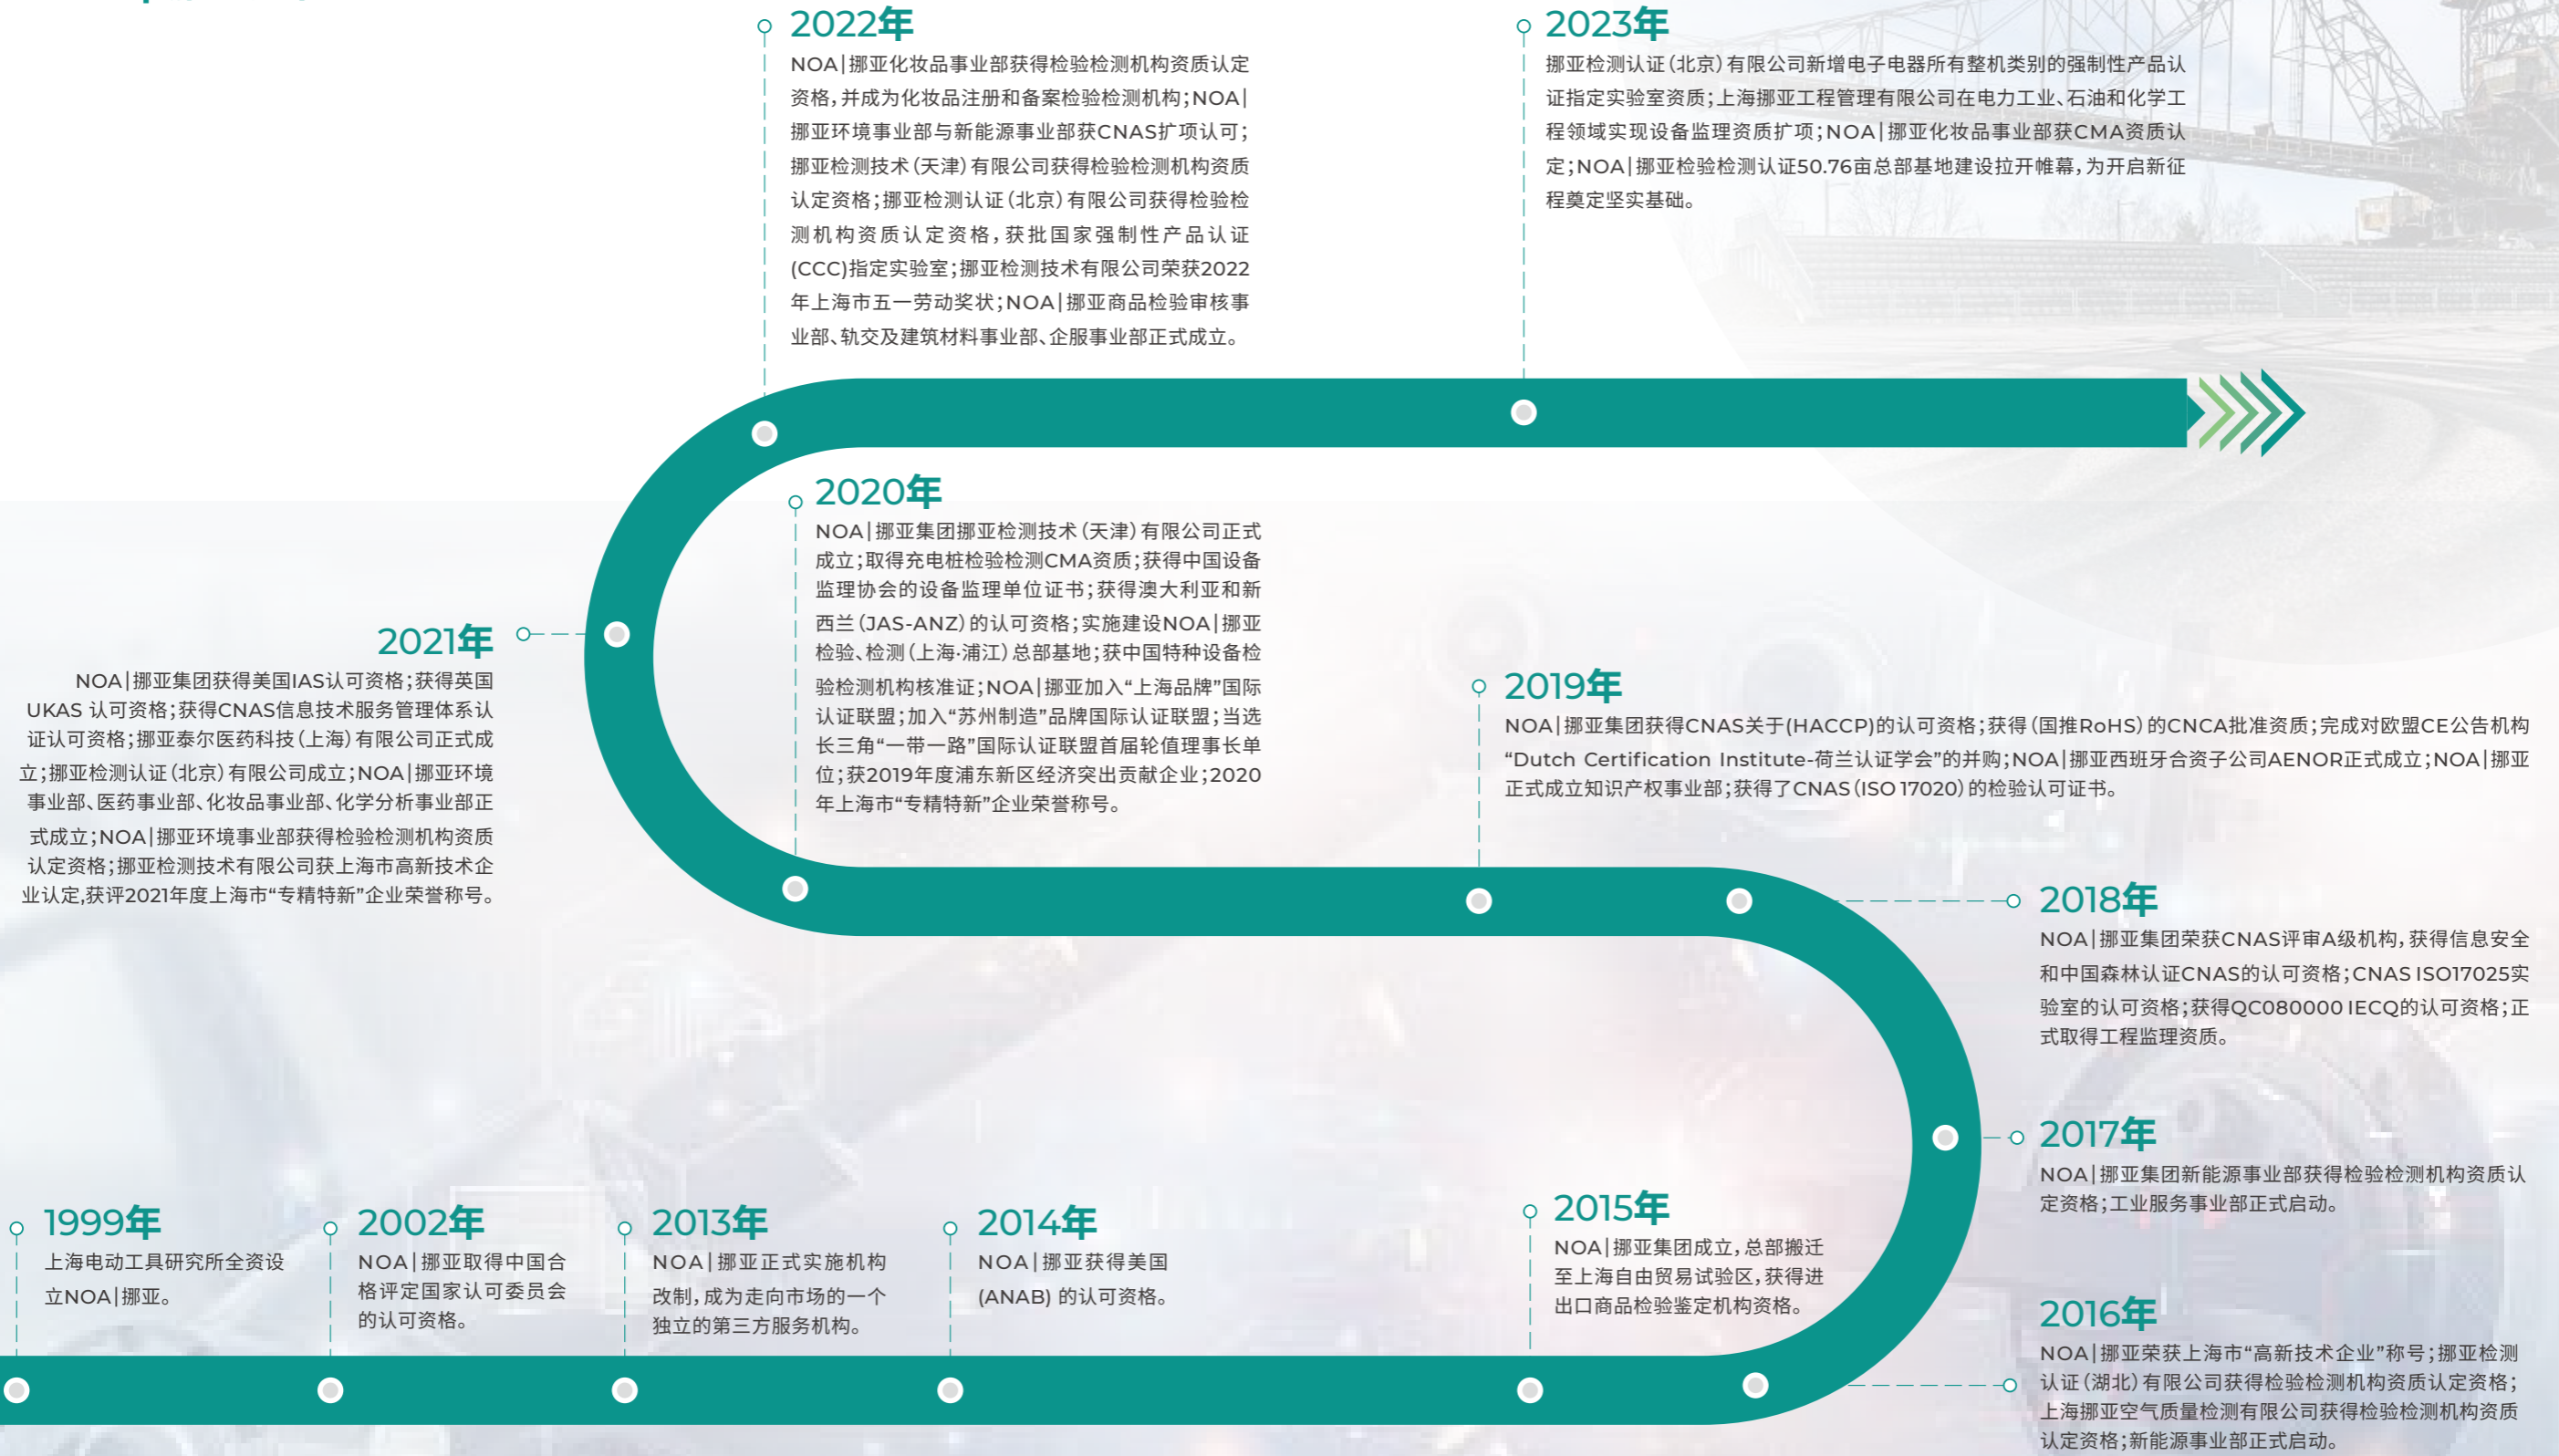 2022年
NOA|挪亚化妆品事业部获得检验检测机构资质认定
资格,并成为化妆品注册和备案检验检测机构;NOA|
挪亚环境事业部与新能源事业部获CNAS扩项认可;
挪亚检测技术(天津)有限公司获得检验检测机构资质
认定资格;挪亚检测认证(北京)有限公司获得检验检
测机构资质认定资格,获批国家强制性产品认证
(CCC)指定实验室;挪亚检测技术有限公司荣获2022
年上海市五一劳动奖状;NOA|挪亚商品检验审核事
业部、轨交及建筑材料事业部、企服事业部正式成立。
2023年
挪亚检测认证(北京)有限公司新增电子电器所有整机类别的强制性产品认
证指定实验室资质;上海挪亚工程管理有限公司在电力工业、石油和化学工
程领域实现设备监理资质扩项;NOA|挪亚化妆品事业部获CMA资质认
定;NOA|挪亚检验检测认证50.76亩总部基地建设拉开帷幕,为开启新征
程奠定坚实基础。
2020年
NOA|挪亚集团挪亚检测技术(天津)有限公司正式
成立;取得充电桩检验检测CMA资质;获得中国设备
监理协会的设备监理单位证书;获得澳大利亚和新
西兰(JAS-ANZ)的认可资格;实施建设NOA|挪亚
检验、检测(上海·浦江)总部基地;获中国特种设备检
验检测机构核准证;NOA|挪亚加入“上海品牌”国际
认证联盟;加入“苏州制造”品牌国际认证联盟;当选
长三角“一带一路”国际认证联盟首届轮值理事长单
位;获2019年度浦东新区经济突出贡献企业;2020
年上海市“专精特新”企业荣誉称号。
2021年
NOA|挪亚集团获得美国IAS认可资格;获得英国
UKAS 认可资格;获得CNAS信息技术服务管理体系认
证认可资格;挪亚泰尔医药科技(上海)有限公司正式成
立;挪亚检测认证(北京)有限公司成立;NOA|挪亚环境
事业部、医药事业部、化妆品事业部、化学分析事业部正
式成立;NOA|挪亚环境事业部获得检验检测机构资质
认定资格;挪亚检测技术有限公司获上海市高新技术企
业认定,获评2021年度上海市“专精特新”企业荣誉称号。
2019年
NOA|挪亚集团获得CNAS关于(HACCP)的认可资格;获得(国推RoHS)的CNCA批准资质;完成对欧盟CE公告机构
“Dutch Certification Institute-荷兰认证学会”的并购;NOA|挪亚西班牙合资子公司AENOR正式成立;NOA|挪亚
正式成立知识产权事业部;获得了CNAS(ISO 17020)的检验认可证书。
2018年
NOA|挪亚集团荣获CNAS评审A级机构,获得信息安全
和中国森林认证CNAS的认可资格;CNAS ISO17025实
验室的认可资格;获得QC080000 IECQ的认可资格;正
式取得工程监理资质。
2017年
NOA|挪亚集团新能源事业部获得检验检测机构资质认
定资格;工业服务事业部正式启动。
1999年
上海电动工具研究所全资设
立NOA|挪亚。
2002年
NOA|挪亚取得中国合
格评定国家认可委员会
的认可资格。
2013年
NOA|挪亚正式实施机构
改制,成为走向市场的一个
独立的第三方服务机构。
2014年
NOA|挪亚获得美国
(ANAB) 的认可资格。
2015年
NOA|挪亚集团成立,总部搬迁
至上海自由贸易试验区,获得进
出口商品检验鉴定机构资格。
2016年
NOA|挪亚荣获上海市“高新技术企业”称号;挪亚检测
认证(湖北)有限公司获得检验检测机构资质认定资格;
上海挪亚空气质量检测有限公司获得检验检测机构资质
认定资格;新能源事业部正式启动。